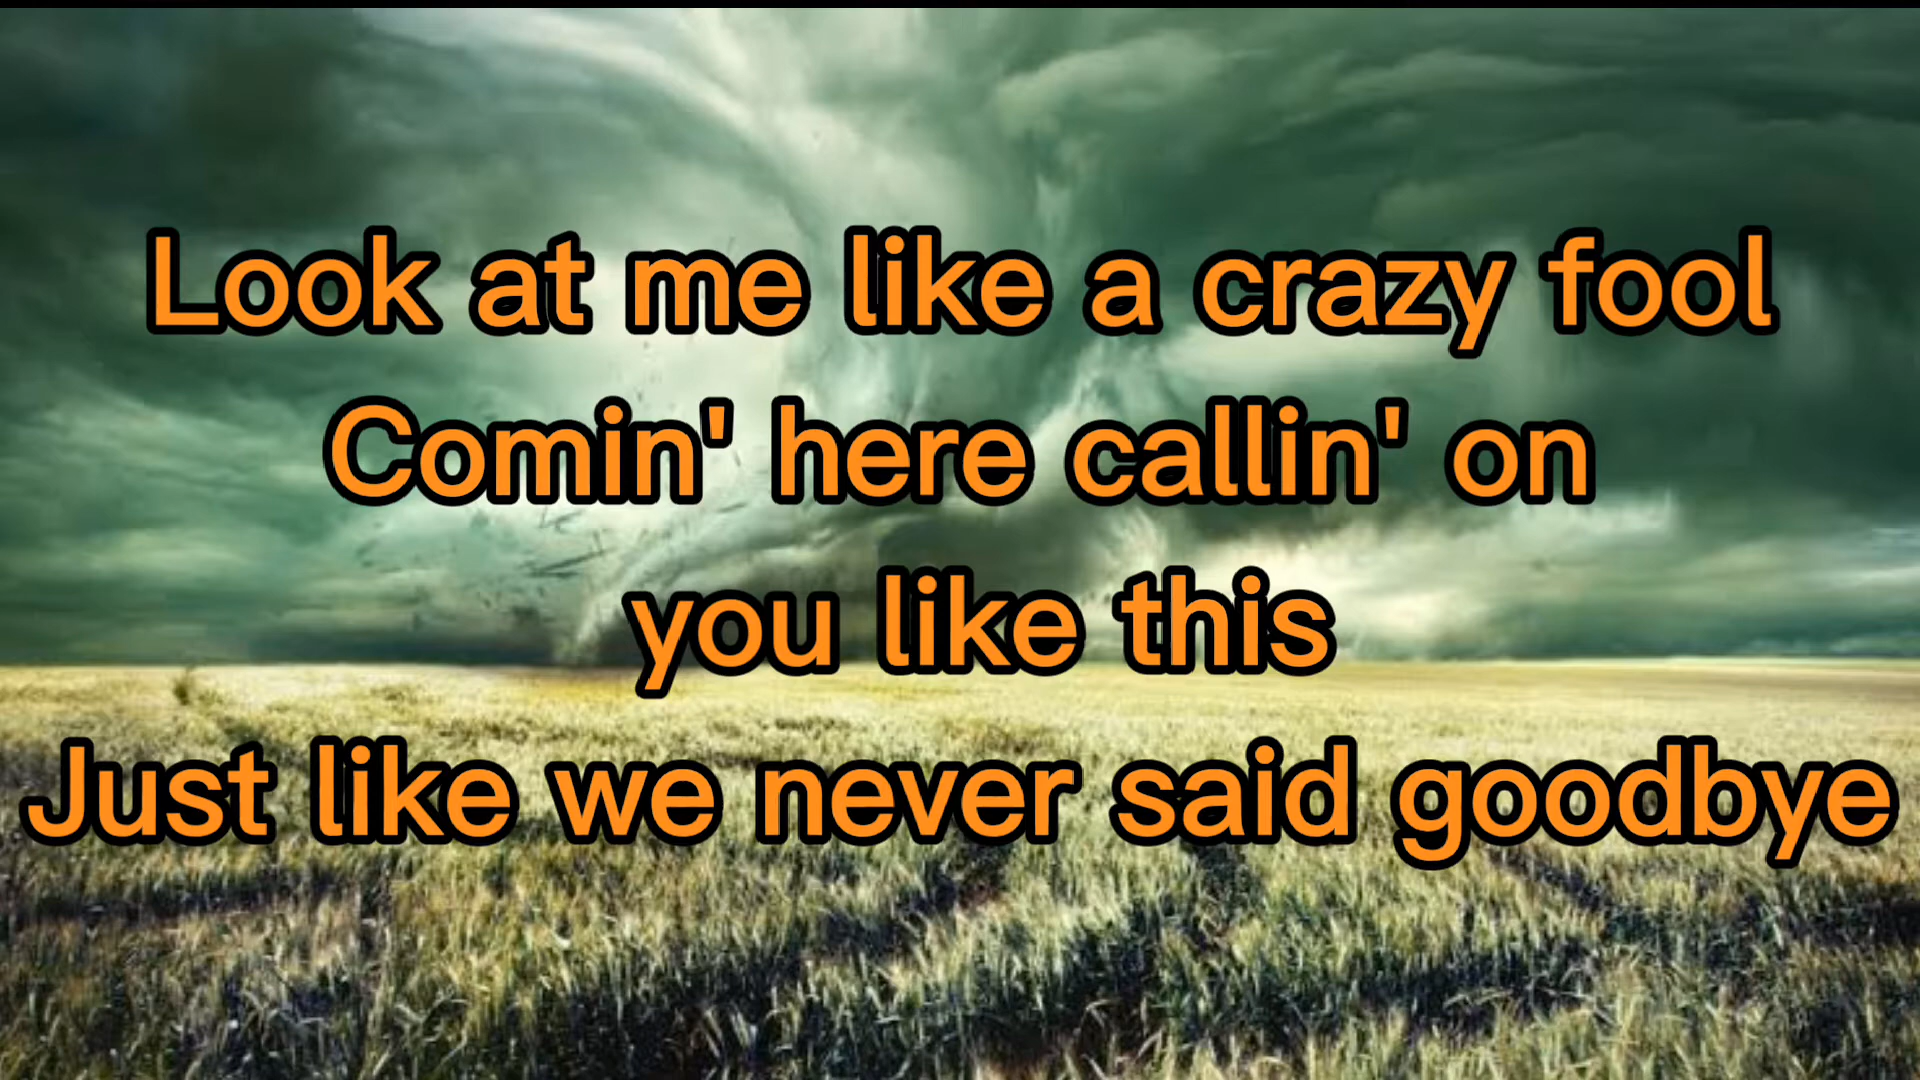 Look at me like a crazy fool
Comin' here callin' on
you like this
Just like we never said goodbye